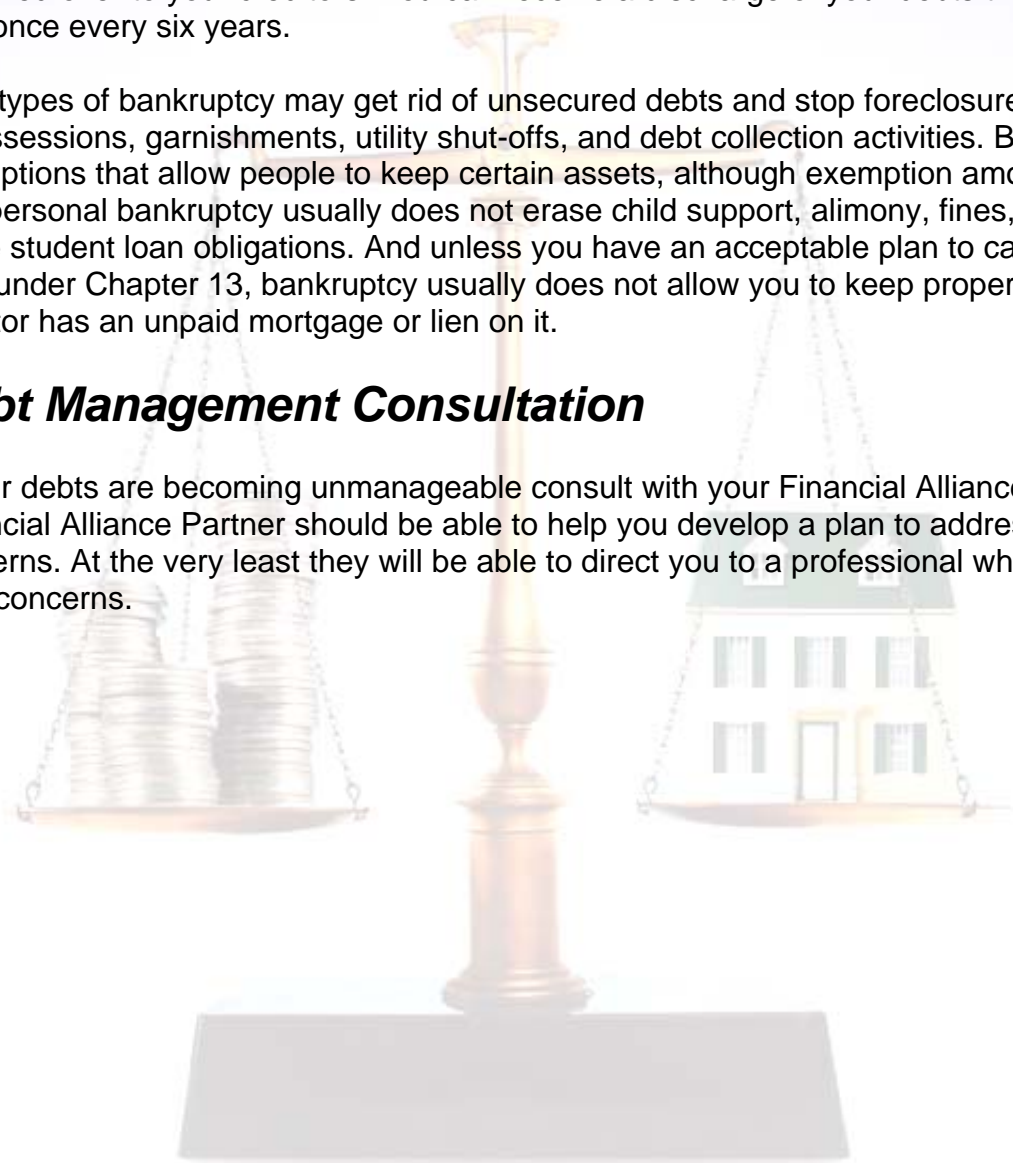 once every six years.
types of bankruptcy may get rid of unsecured debts and stop foreclosure
ssessions, garnishments, utility shut-offs, and debt collection activities. B
ptions that allow people to keep certain assets, although exemption amo
personal bankruptcy usually does not erase child support, alimony, fines,
student loan obligations. And unless you have an acceptable plan to ca
under Chapter 13, bankruptcy usually does not allow you to keep proper
tor has an unpaid mortgage or lien on it.
bt Management Consultation
r debts are becoming unmanageable consult with your Financial Alliance
ncial Alliance Partner should be able to help you develop a plan to addres
erns. At the very least they will be able to direct you to a professional wh
concerns.